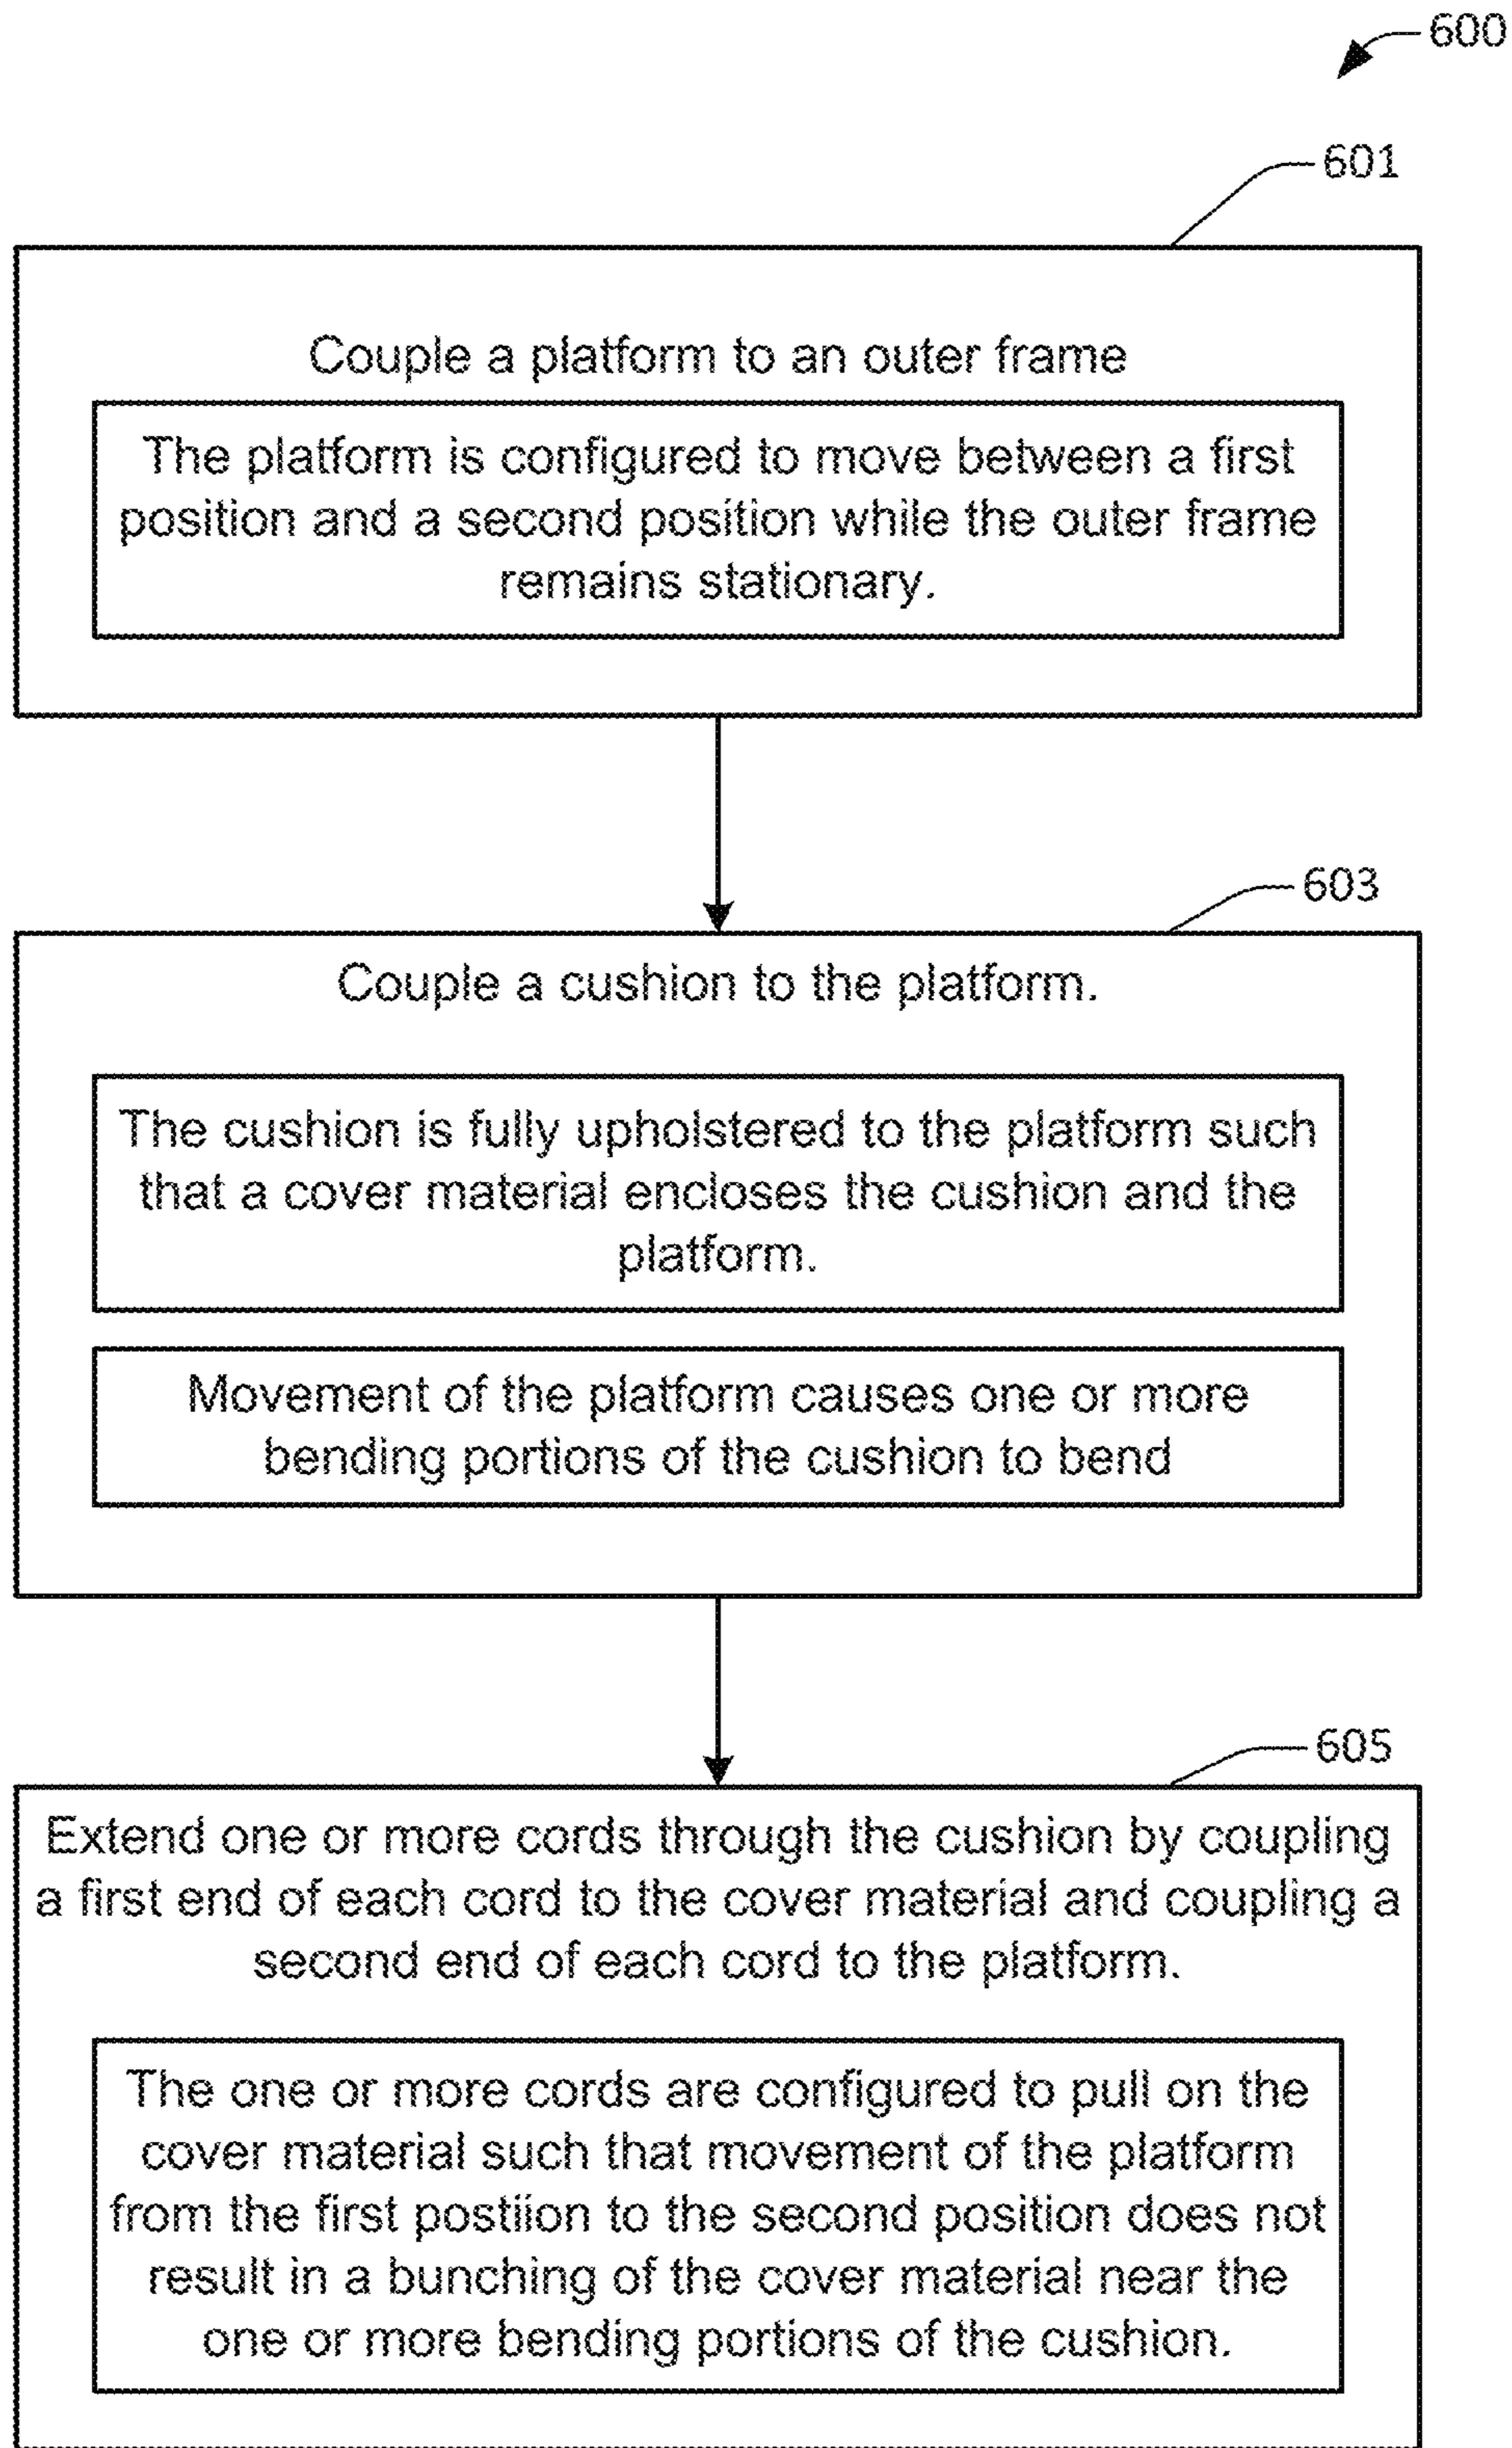 600
601
Couple a platform to an outer frame
The platform is configured to move between a first
position and a second position while the outer frame
remains stationary.
603
Couple a cushion to the platform.
The cushion is fully upholstered to the platform such
that a cover material encloses the cushion and the
platform.
Movement of the platform causes one or more
bending portions of the cushion to bend
605
Extend one or more cords through the cushion by coupling
a first end of each cord to the cover material and coupling a
second end of each cord to the platform.
The one or more cords are configured to pull on the
cover material such that movement of the platform
from the first postiion to the second position does not
result in a bunching of the cover material near the
one or more bending portions of the cushion.